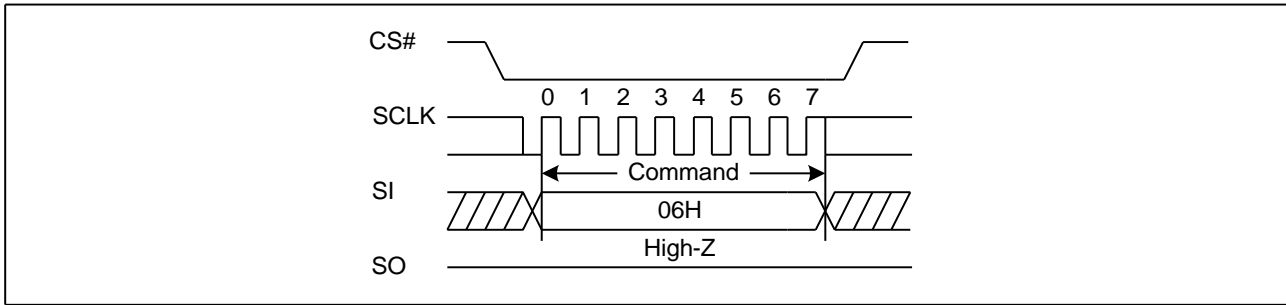 CS#
0 1 2 3 4 5 6 7
SCLK
Command
SI
06H
High-Z
SO